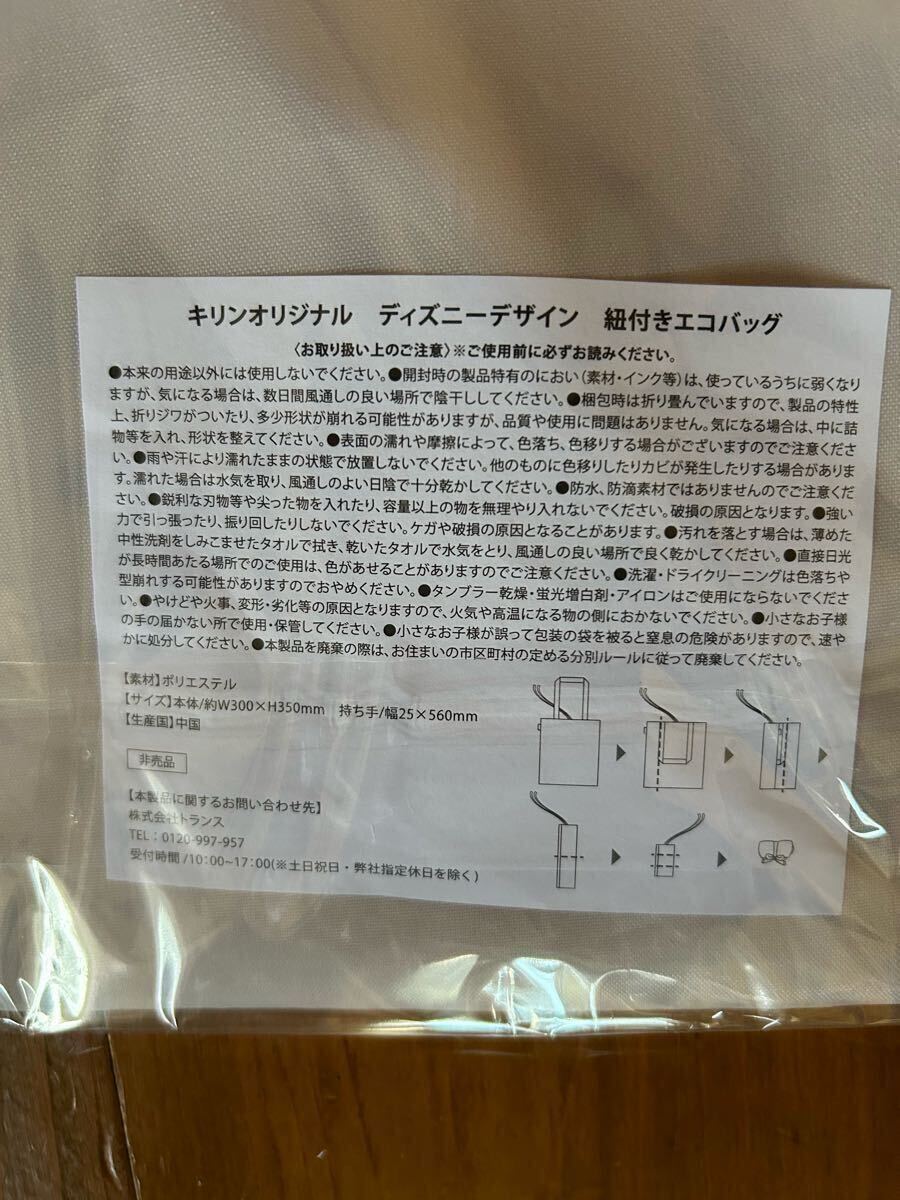 キリンオリジナル　ディズニーデザイン　紐付きエコバッグ
〈お取り扱い上のご注意〉※ご使用前に必ずお読みください。
●本来の用途以外には使用しないでください。●開封時の製品特有のにおい（素材・インク等）は、使っているうちに弱くなり
ますが、気になる場合は、数日間風通しの良い場所で陰干ししてください。●梱包時は折り畳んでいますので、製品の特性
上、折りジワがついたり、多少形状が崩れる可能性がありますが、品質や使用に問題はありません。気になる場合は、中に詰
物等を入れ、形状を整えてください。●表面の濡れや摩擦によって、色落ち、色移りする場合がございますのでご注意くださ
い。●雨や汗により濡れたままの状態で放置しないでください。他のものに色移りしたりカビが発生したりする場合がありま
す。濡れた場合は水気を取り、風通しのよい日陰で十分乾かしてください。●防水、防滴素材ではありませんのでご注意くだ
さい。●鋭利な刃物等や尖った物を入れたり、容量以上の物を無理やり入れないでください。破損の原因となります。●強い
力で引っ張ったり、振り回したりしないでください。ケガや破損の原因となることがあります。●汚れを落とす場合は、薄めた
中性洗剤をしみこませたタオルで拭き、乾いたタオルで水気をとり、風通しの良い場所で良く乾かしてください。●直接日光
が長時間あたる場所でのご使用は、色があせることがありますのでご注意ください。●洗濯・ドライクリーニングは色落ちや
型崩れする可能性がありますのでおやめください。●タンブラー乾燥・蛍光増白剤・アイロンはご使用にならないでくださ
い。●やけどや火事、変形・劣化等の原因となりますので、火気や高温になる物の側におかないでください。●小さなお子様
の手の届かない所で使用・保管してください。●小さなお子様が誤って包装の袋を被ると窒息の危険がありますので、速や
かに処分してください。●本製品を廃棄の際は、お住まいの市区町村の定める分別ルールに従って廃棄してください。
【素材】ポリエステル
【サイズ】本体/約W300×H350mm　持ち手/幅25×560mm
【生産国】中国
非売品
【本製品に関するお問い合わせ先】
株式会社トランス
TEL：0120-997-957
受付時間/10:00~17:00(※土日祝日・弊社指定休日を除く)